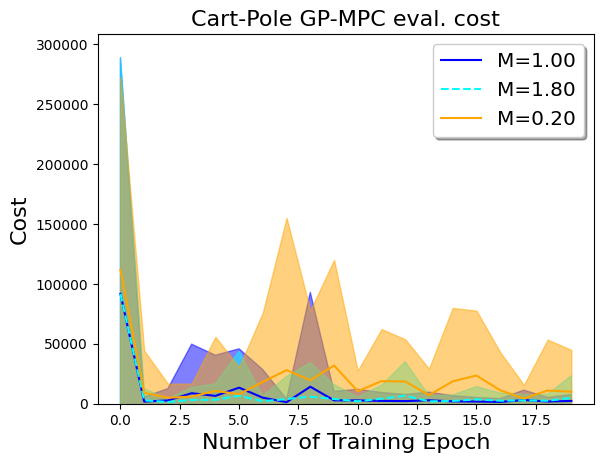 Cart-Pole GP-MPC eval. cost
300000
250000
200000
150000
100000
50000
0
Cost
M=1.00
M=1.80
M=0.20
0.0 2.5 5.0 7.5 10.0 12.5 15.0 17.5
Number of Training Epoch